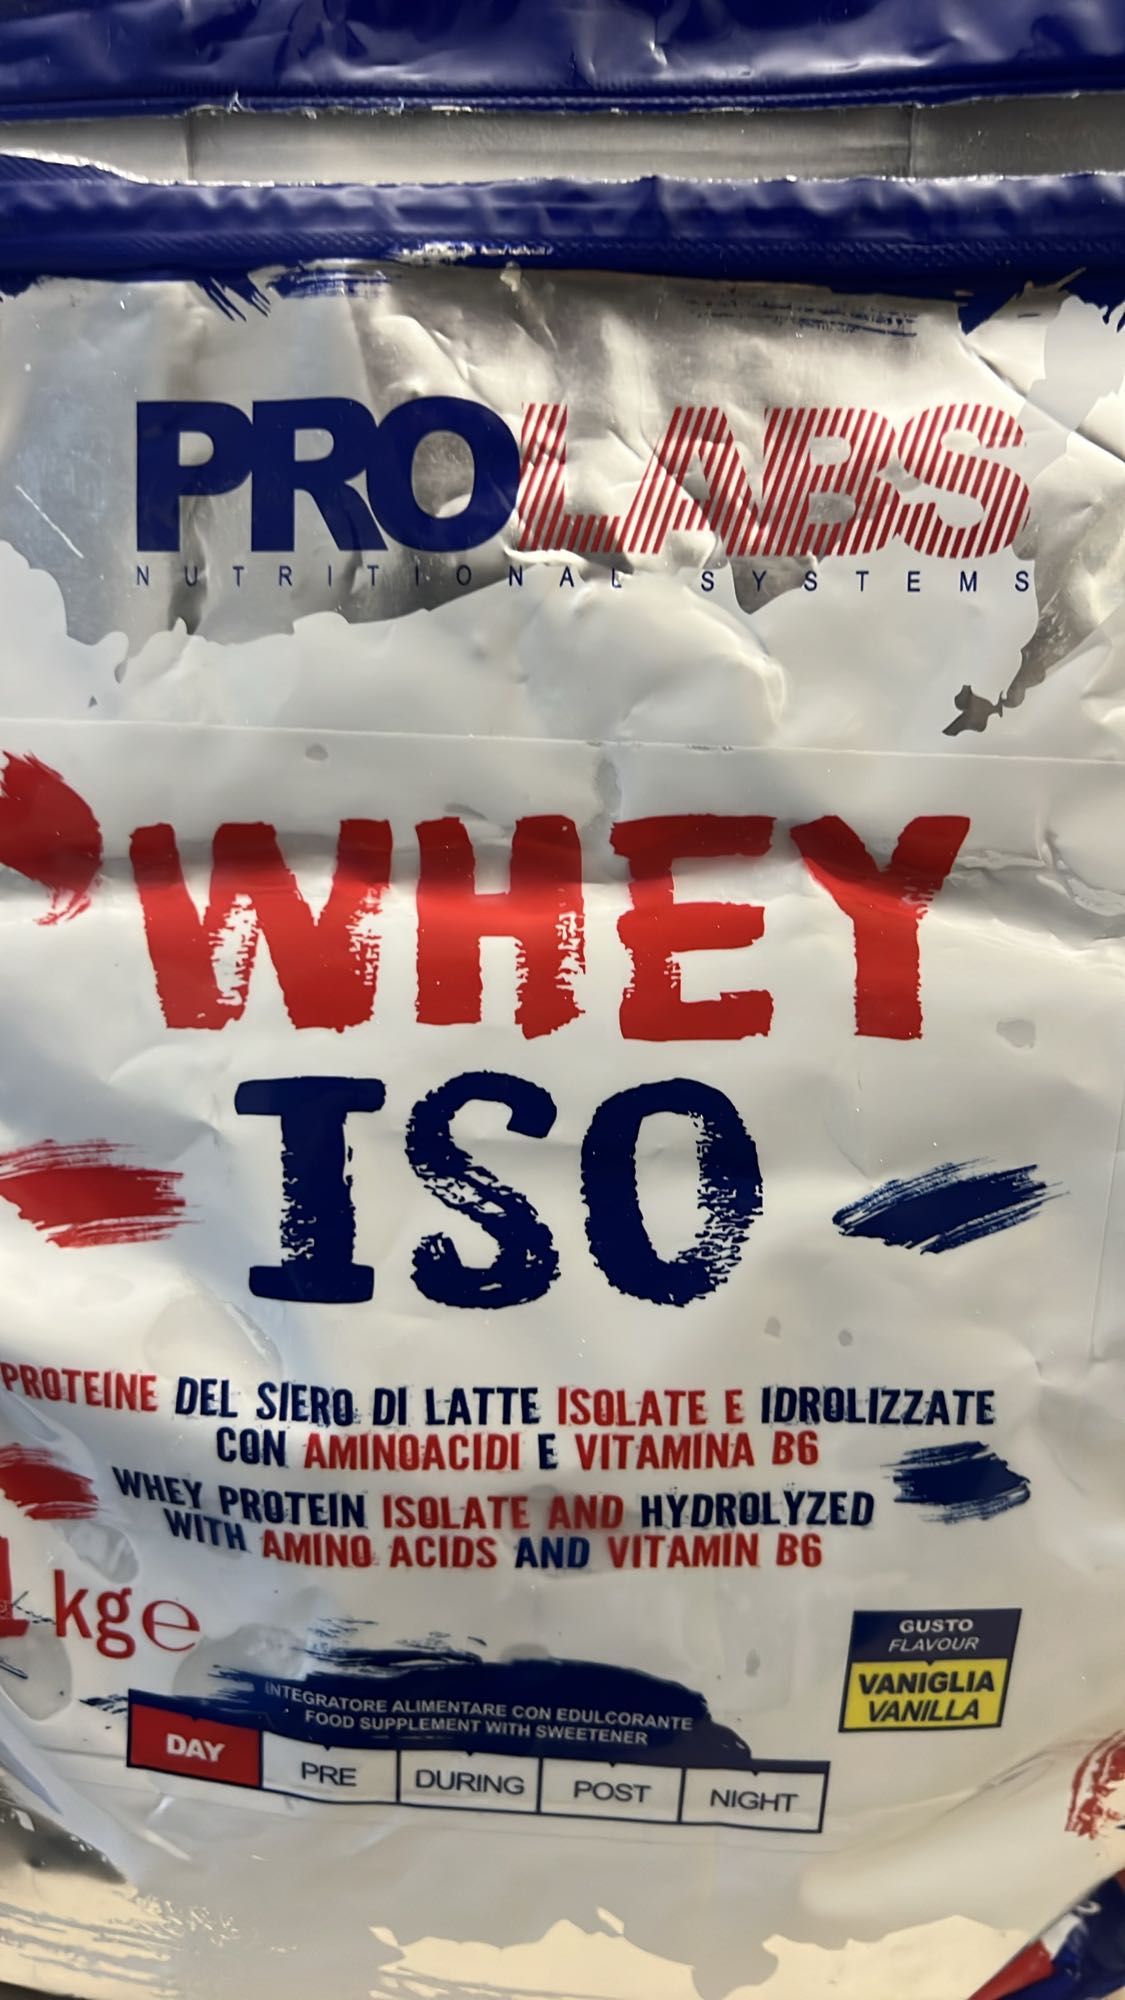 PROLABS
NUTRITIONAL SYSTEMS
WHEY
ISO
PROTEINE DEL SIERO DI LATTE ISOLATE E IDROLIZZATE
CON AMINOACIDI E VITAMINA B6
WHEY PROTEIN ISOLATE AND HYDROLYZED
WITH AMINO ACIDS AND VITAMIN B6
1 kg℮
GUSTO
FLAVOUR
VANIGLIA
VANILLA
INTEGRATORE ALIMENTARE CON EDULCORANTE
FOOD SUPPLEMENT WITH SWEETENER
DAY PRE DURING POST NIGHT